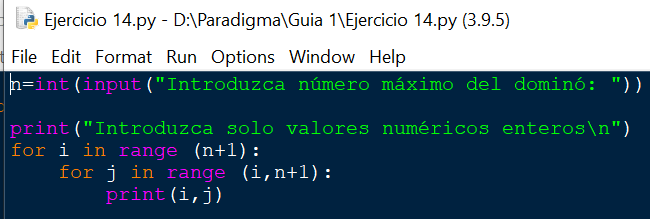 Ejercicio 14.py - D:\Paradigma\Guia 1\Ejercicio 14.py (3.9.5)
File Edit Format Run Options Window Help
n=int(input("Introduzca número máximo del dominó: "))
print("Introduzca solo valores numéricos enteros\n")
for i in range (n+1):
    for j in range (i,n+1):
        print(i,j)